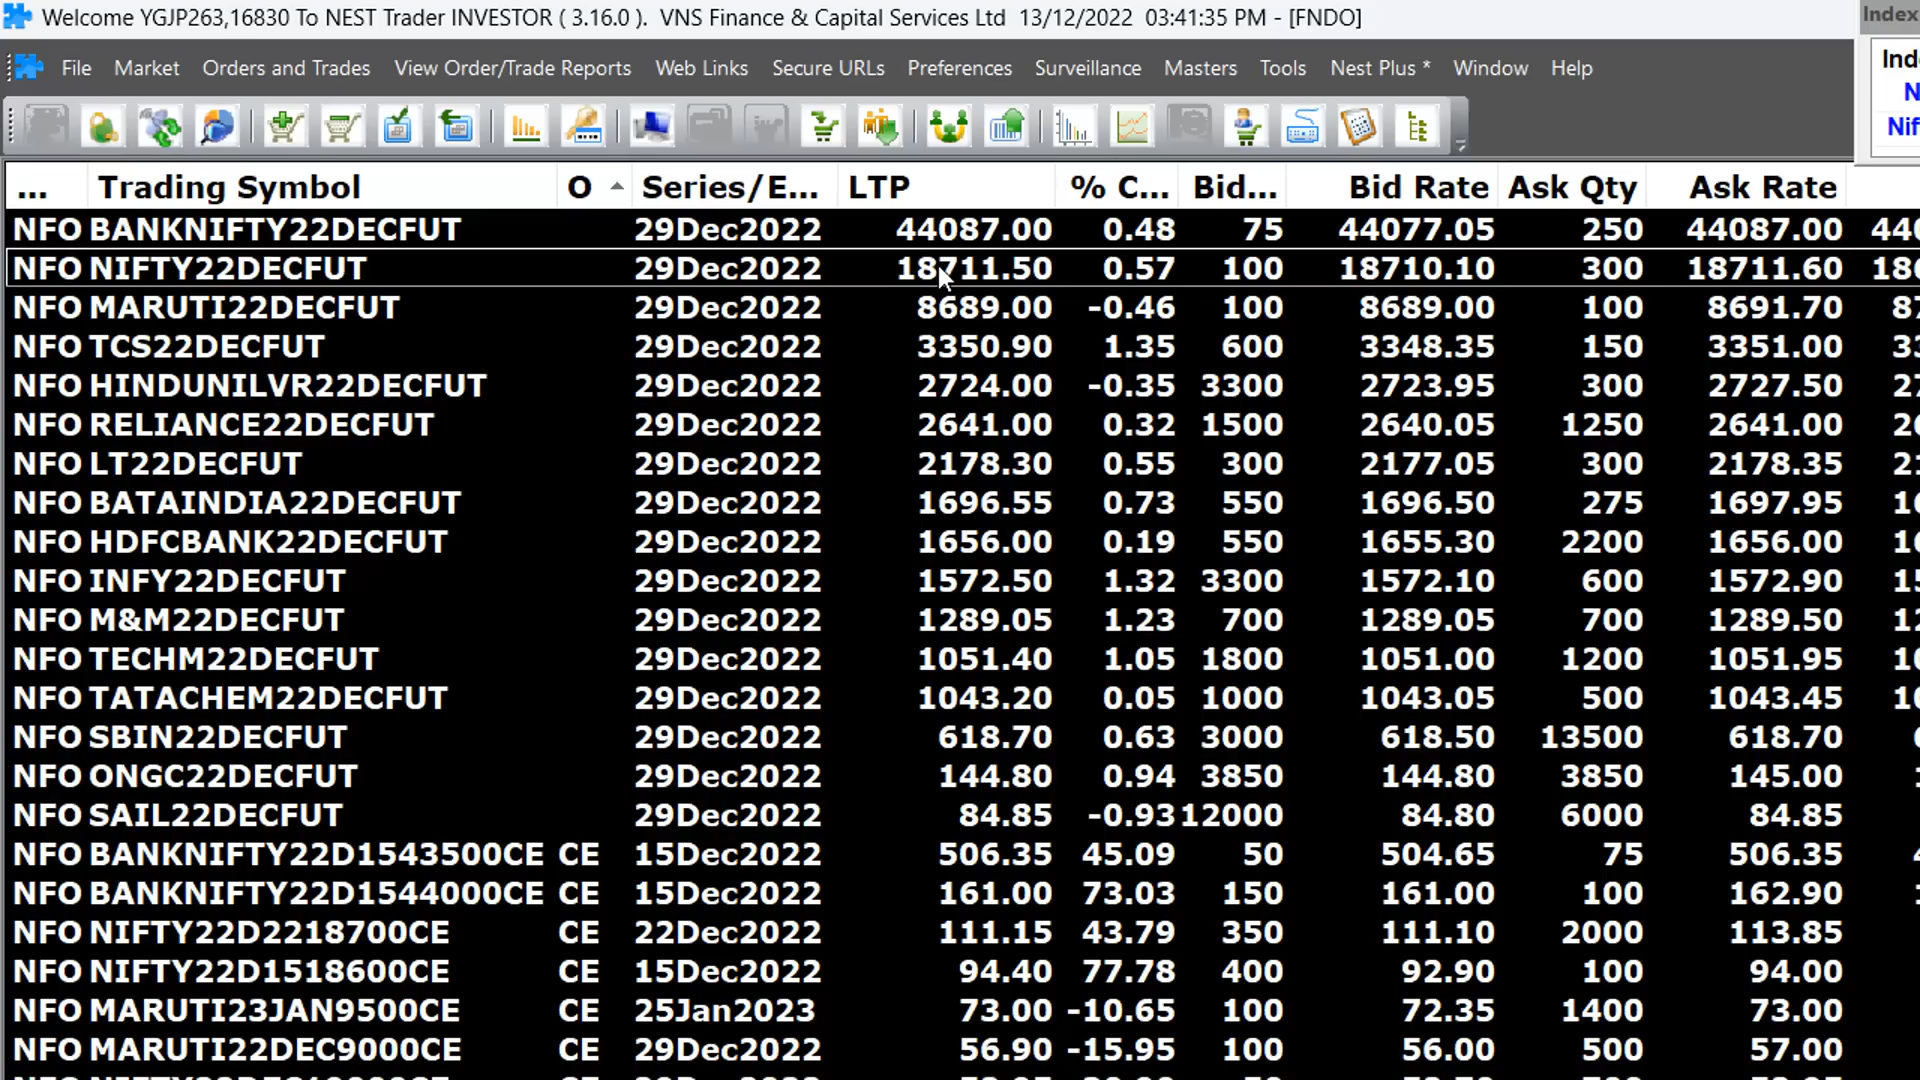 Welcome YGJP263,16830 To NEST Trader INVESTOR ( 3.16.0 ). VNS Finance & Capital Services Ltd 13/12/2022 03:41:35 PM - [FNDO]
Index
File Market Orders and Trades View Order/Trade Reports Web Links Secure URLs Preferences Surveillance Masters Tools Nest Plus * Window Help
Ind
N
Nif
... Trading Symbol O Series/E... LTP % C... Bid... Bid Rate Ask Qty Ask Rate
NFO BANKNIFTY22DECFUT 29Dec2022 44087.00 0.48 75 44077.05 250 44087.00 440
NFO NIFTY22DECFUT 29Dec2022 18711.50 0.57 100 18710.10 300 18711.60 186
NFO MARUTI22DECFUT 29Dec2022 8689.00 -0.46 100 8689.00 100 8691.70 87
NFO TCS22DECFUT 29Dec2022 3350.90 1.35 600 3348.35 150 3351.00 33
NFO HINDUNILVR22DECFUT 29Dec2022 2724.00 -0.35 3300 2723.95 300 2727.50 27
NFO RELIANCE22DECFUT 29Dec2022 2641.00 0.32 1500 2640.05 1250 2641.00 26
NFO LT22DECFUT 29Dec2022 2178.30 0.55 300 2177.05 300 2178.35 21
NFO BATAINDIA22DECFUT 29Dec2022 1696.55 0.73 550 1696.50 275 1697.95 16
NFO HDFCBANK22DECFUT 29Dec2022 1656.00 0.19 550 1655.30 2200 1656.00 16
NFO INFY22DECFUT 29Dec2022 1572.50 1.32 3300 1572.10 600 1572.90 15
NFO M&M22DECFUT 29Dec2022 1289.05 1.23 700 1289.05 700 1289.50 12
NFO TECHM22DECFUT 29Dec2022 1051.40 1.05 1800 1051.00 1200 1051.95 10
NFO TATACHEM22DECFUT 29Dec2022 1043.20 0.05 1000 1043.05 500 1043.45 10
NFO SBIN22DECFUT 29Dec2022 618.70 0.63 3000 618.50 13500 618.70
NFO ONGC22DECFUT 29Dec2022 144.80 0.94 3850 144.80 3850 145.00
NFO SAIL22DECFUT 29Dec2022 84.85 -0.93 12000 84.80 6000 84.85
NFO BANKNIFTY22D1543500CE CE 15Dec2022 506.35 45.09 50 504.65 75 506.35
NFO BANKNIFTY22D1544000CE CE 15Dec2022 161.00 73.03 150 161.00 100 162.90
NFO NIFTY22D2218700CE CE 22Dec2022 111.15 43.79 350 111.10 2000 113.85
NFO NIFTY22D1518600CE CE 15Dec2022 94.40 77.78 400 92.90 100 94.00
NFO MARUTI23JAN9500CE CE 25Jan2023 73.00 -10.65 100 72.35 1400 73.00
NFO MARUTI22DEC9000CE CE 29Dec2022 56.90 -15.95 100 56.00 500 57.00